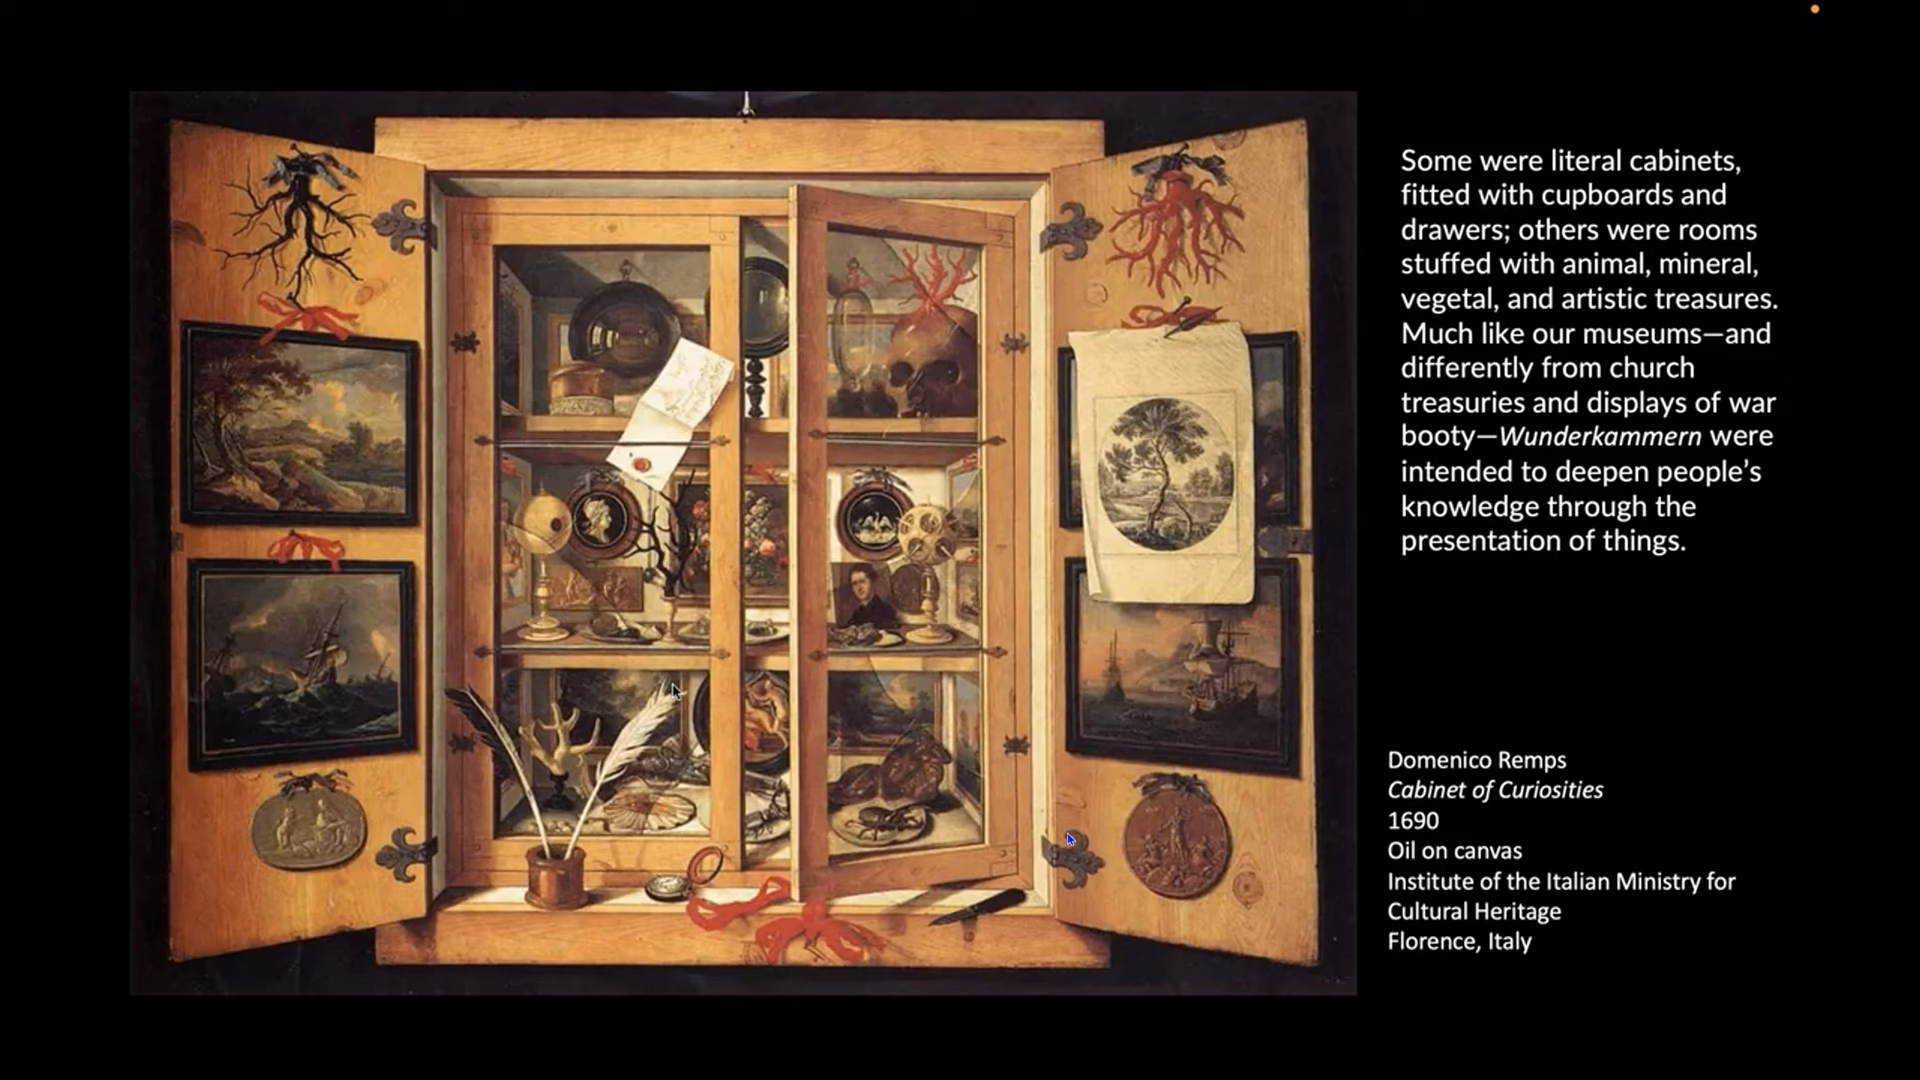 Some were literal cabinets,
fitted with cupboards and
drawers; others were rooms
stuffed with animal, mineral,
vegetal, and artistic treasures.
Much like our museums—and
differently from church
treasuries and displays of war
booty—Wunderkammern were
intended to deepen people’s
knowledge through the
presentation of things.
Domenico Remps
Cabinet of Curiosities
1690
Oil on canvas
Institute of the Italian Ministry for
Cultural Heritage
Florence, Italy